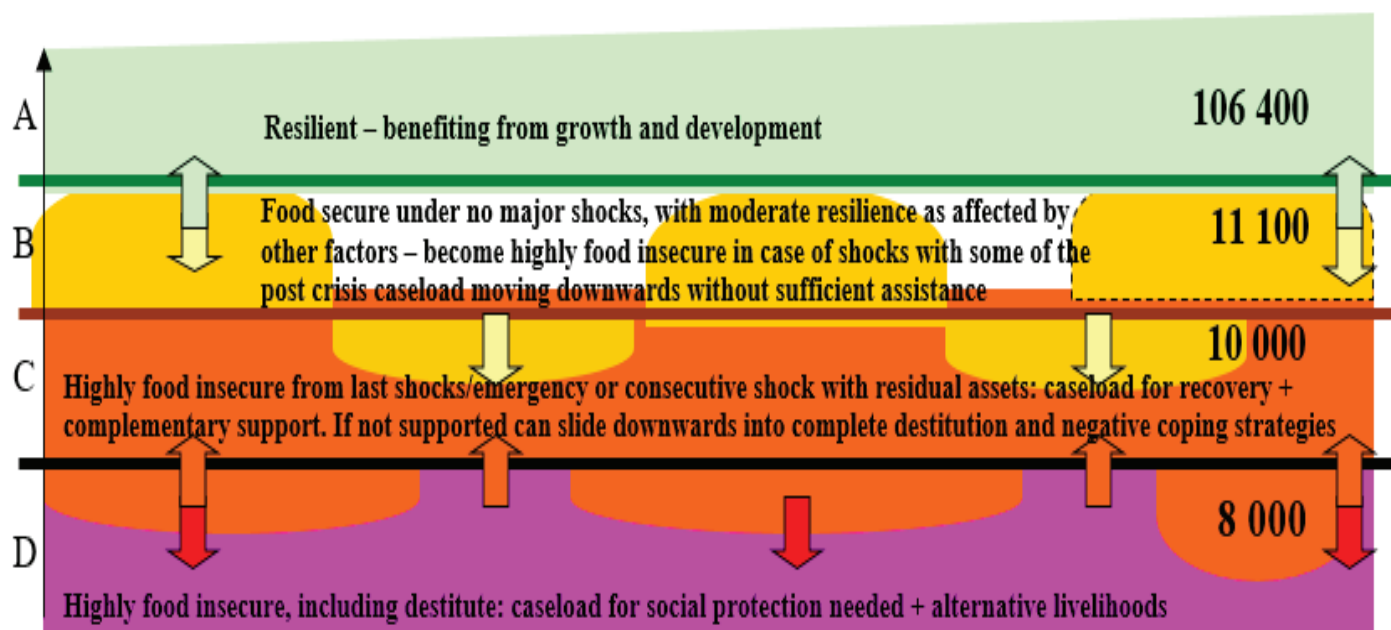 A
Resilient – benefiting from growth and development
106 400
B
Food secure under no major shocks, with moderate resilience as affected by
other factors – become highly food insecure in case of shocks with some of the
post crisis caseload moving downwards without sufficient assistance
11 100
C
10 000
Highly food insecure from last shocks/emergency or consecutive shock with residual assets: caseload for recovery +
complementary support. If not supported can slide downwards into complete destitution and negative coping strategies
D
8 000
Highly food insecure, including destitute: caseload for social protection needed + alternative livelihoods